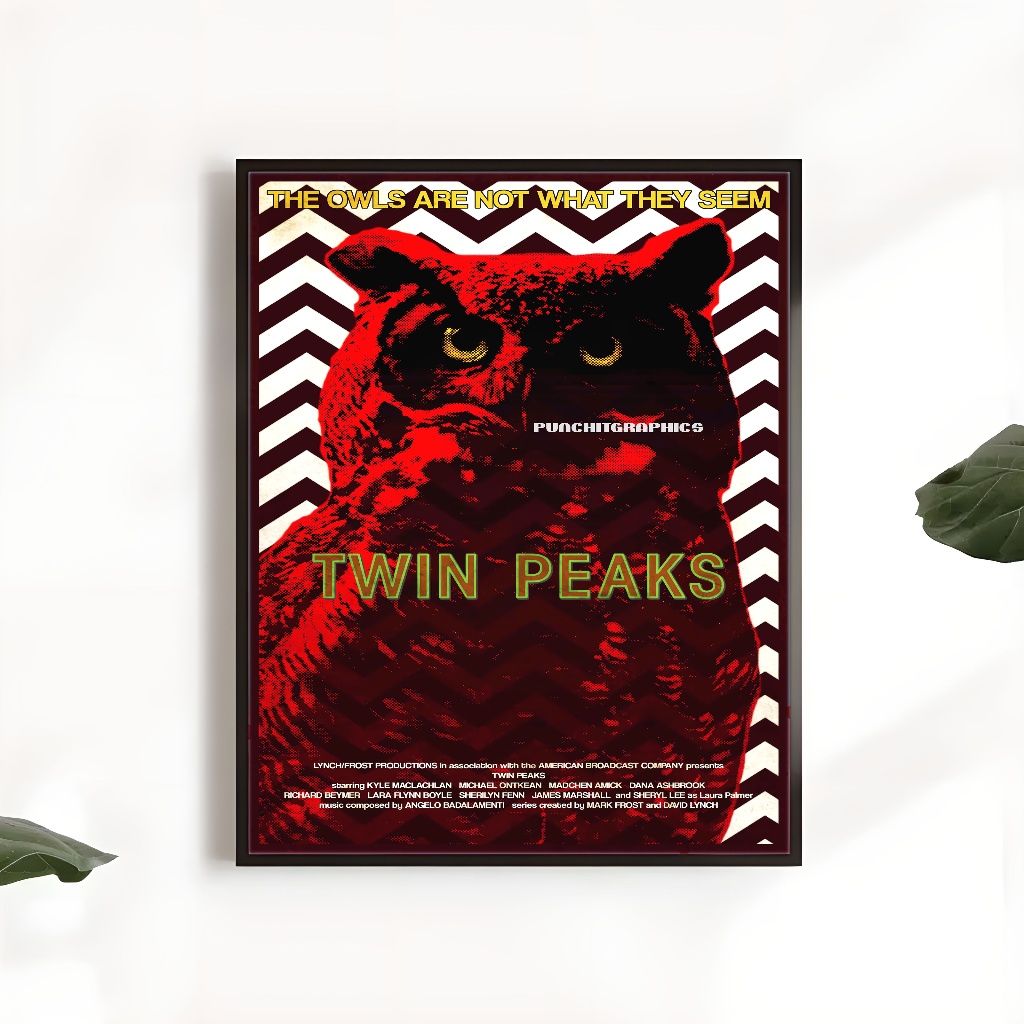 THE OWLS ARE NOT WHAT THEY SEEM
PUNCHITGRAPHICS
TWIN PEAKS
LYNCH/FROST PRODUCTIONS in association with the AMERICAN BROADCAST COMPANY presents
TWIN PEAKS
starring KYLE MACLACHLAN MICHAEL ONTKEAN MADCHEN AMICK DANA ASHBROOK
RICHARD BEYMER LARA FLYNN BOYLE SHERILYN FENN JAMES MARSHALL and SHERYL LEE as Laura Palmer
music composed by ANGELO BADALAMENTI series created by MARK FROST and DAVID LYNCH